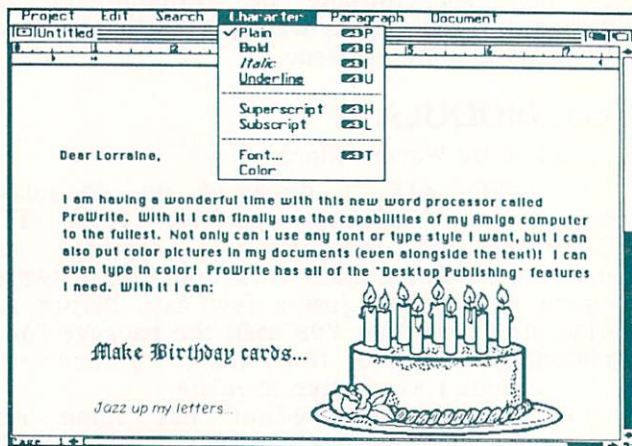 Project Edit Search Character Paragraph Document
Untitled
Plain P
Bold B
Italic I
Underline U
Superscript H
Subscript L
Font... T
Color
Dear Lorraine,
I am having a wonderful time with this new word processor called
ProWrite. With it I can finally use the capabilities of my Amiga computer
to the fullest. Not only can I use any font or type style I want, but I can
also put color pictures in my documents (even alongside the text)! I can
even type in color! ProWrite has all of the "Desktop Publishing" features
I need. With it I can:
Make Birthday cards...
Jazz up my letters...
Page 1